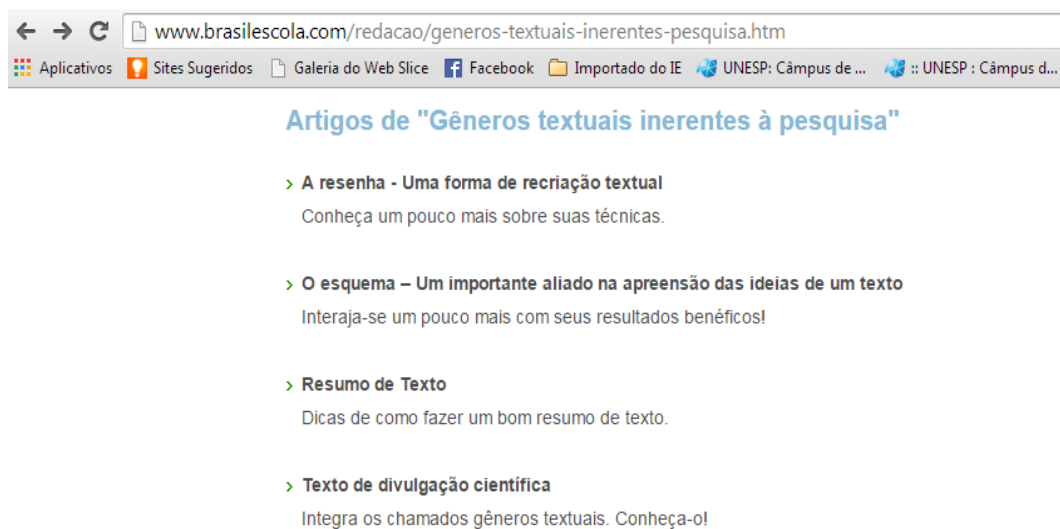 www.brasilescola.com/redacao/generos-textuais-inerentes-pesquisa.htm
Aplicativos Sites Sugeridos Galeria do Web Slice Facebook Importado do IE UNESP: Câmpus de ... :: UNESP : Câmpus d...
Artigos de "Gêneros textuais inerentes à pesquisa"
A resenha - Uma forma de recriação textual
Conheça um pouco mais sobre suas técnicas.
O esquema – Um importante aliado na apreensão das ideias de um texto
Interaja-se um pouco mais com seus resultados benéficos!
Resumo de Texto
Dicas de como fazer um bom resumo de texto.
Texto de divulgação científica
Integra os chamados gêneros textuais. Conheça-o!